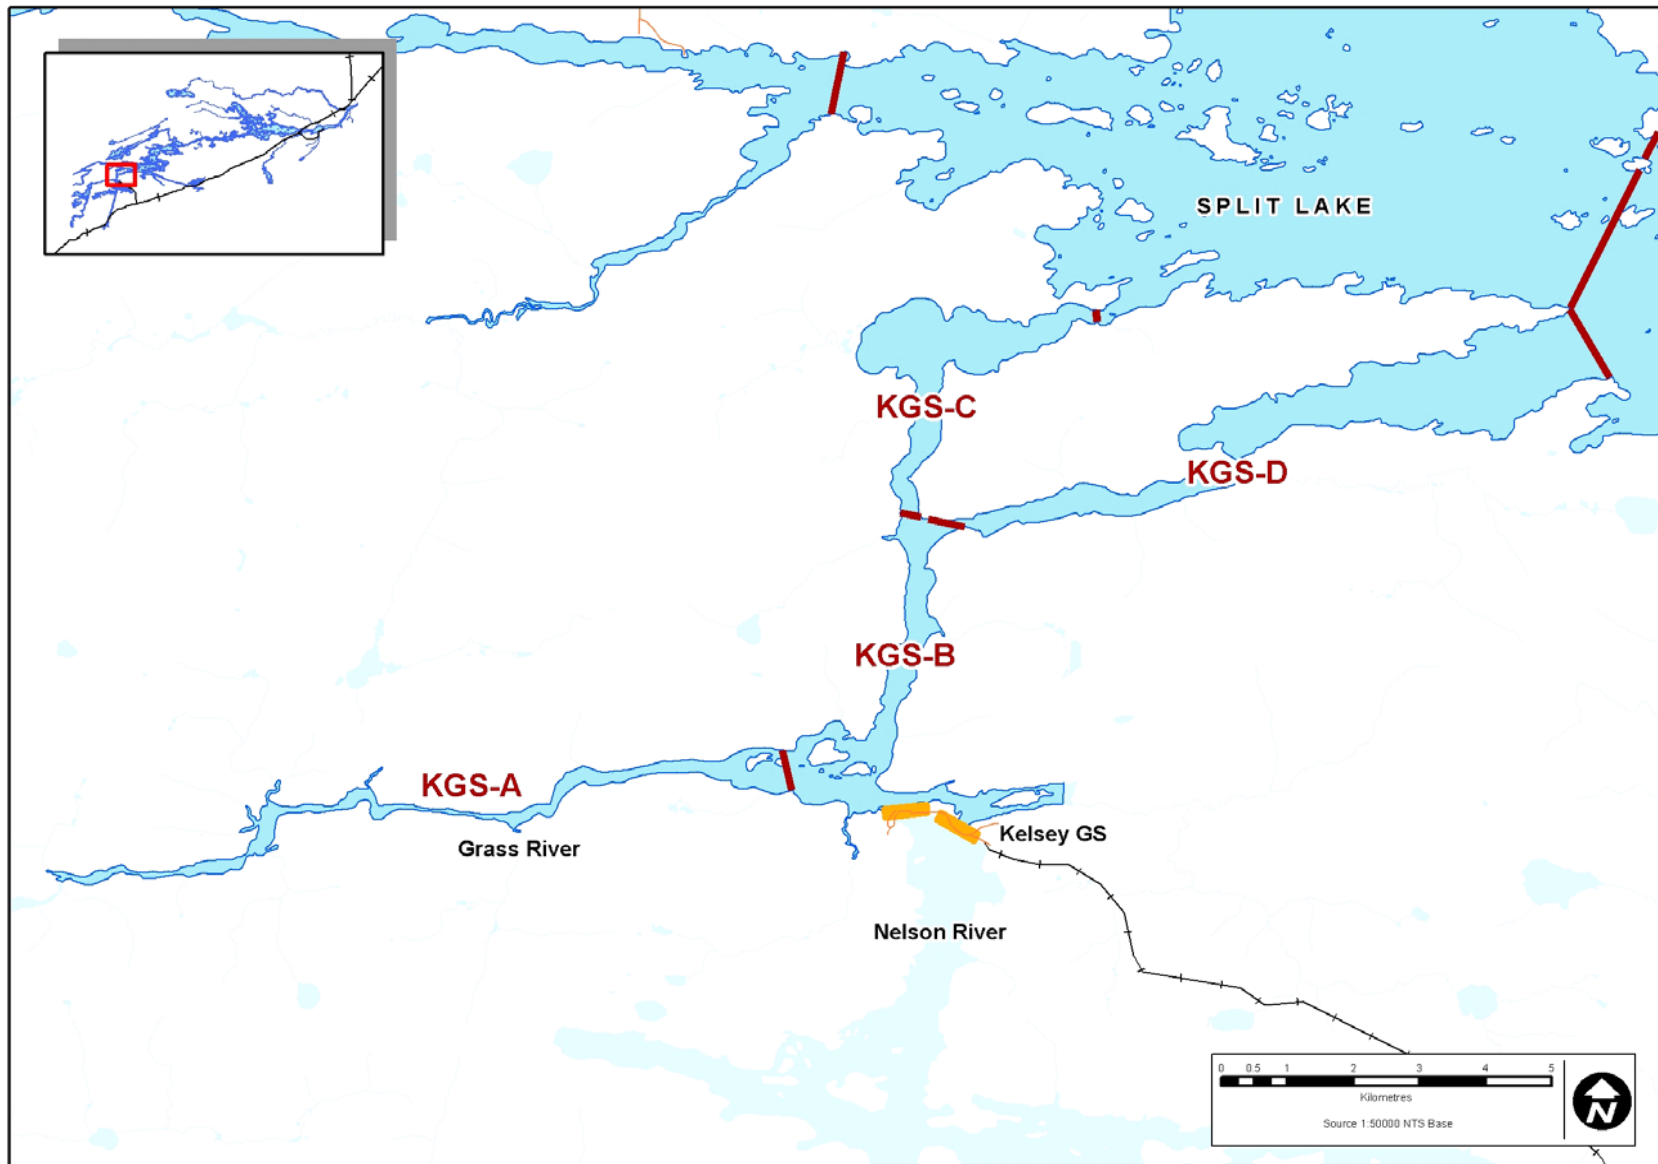 SPLIT LAKE
KGS-C
KGS-D
KGS-B
KGS-A
Grass River
Kelsey GS
Nelson River
0 0.5 1 2 3 4 5
Kilometres
Source 1:50000 NTS Base
N